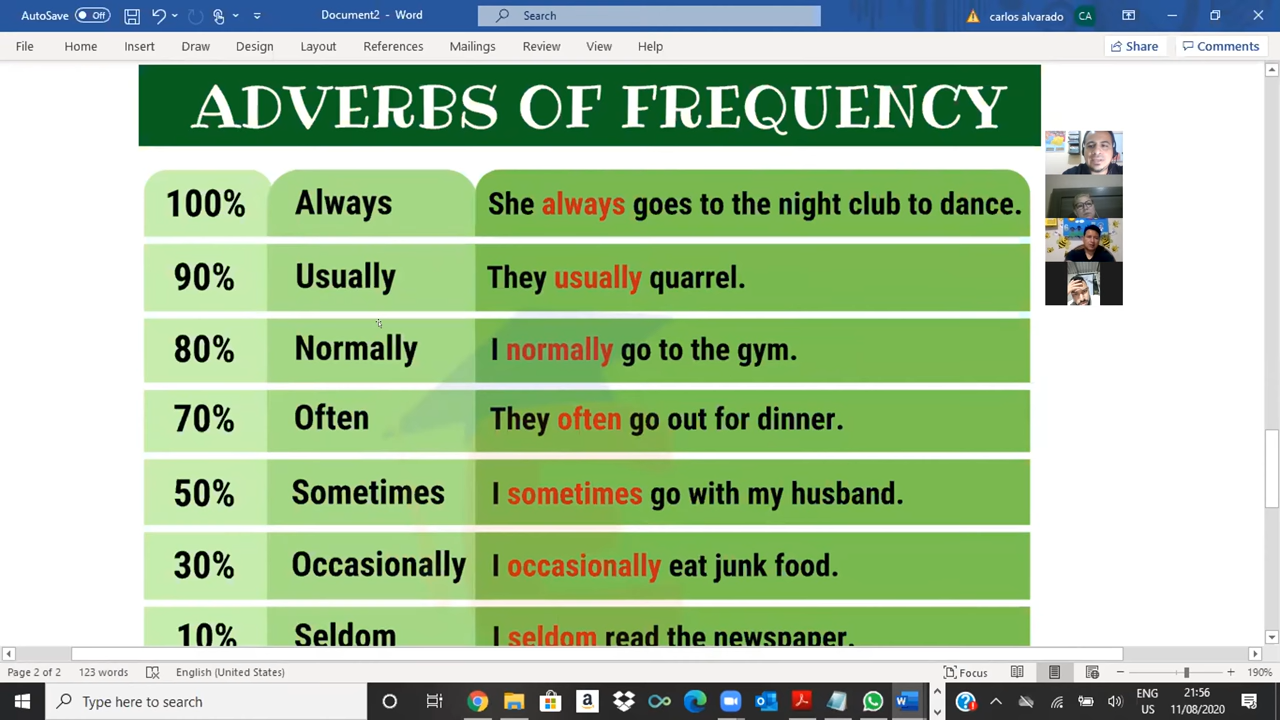 AutoSave Off Document2 - Word Search carlos alvarado CA
File Home Insert Draw Design Layout References Mailings Review View Help Share Comments
ADVERBS OF FREQUENCY
100% Always She always goes to the night club to dance.
90% Usually They usually quarrel.
80% Normally I normally go to the gym.
70% Often They often go out for dinner.
50% Sometimes I sometimes go with my husband.
30% Occasionally I occasionally eat junk food.
10% Seldom I seldom read the newspaper.
Page 2 of 2 123 words English (United States) Focus 190%
Type here to search ENG 21:56
US 11/08/2020